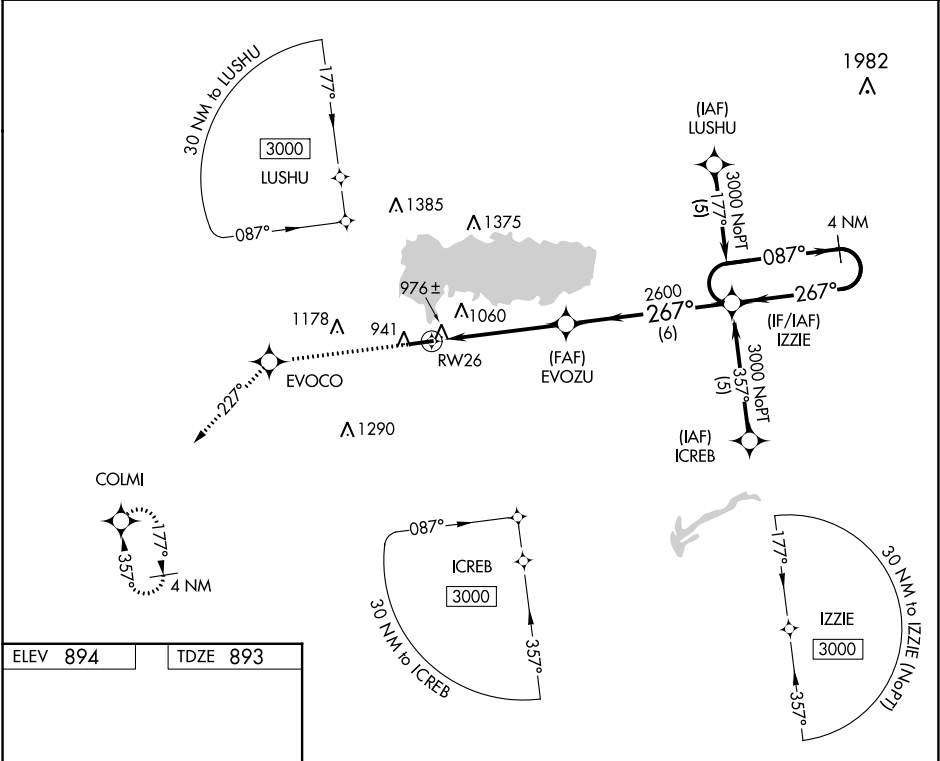 1982
(IAF)
LUSHU
30 NM to LUSHU
177°
3000
LUSHU
087°
1385
1375
3000 NoPT
177°
(5)
4 NM
087°
976±
1060
2600
267°
(6)
267°
(IF/IAF)
IZZIE
1178
941
RW26
(FAF)
EVOZU
EVOCO
227°
3000 NoPT
357°
(5)
1290
(IAF)
ICREB
COLMI
177°
357°
4 NM
087°
ICREB
3000
357°
30 NM to ICREB
177°
IZZIE
3000
357°
30 NM to IZZIE (NoPT)
ELEV 894
TDZE 893